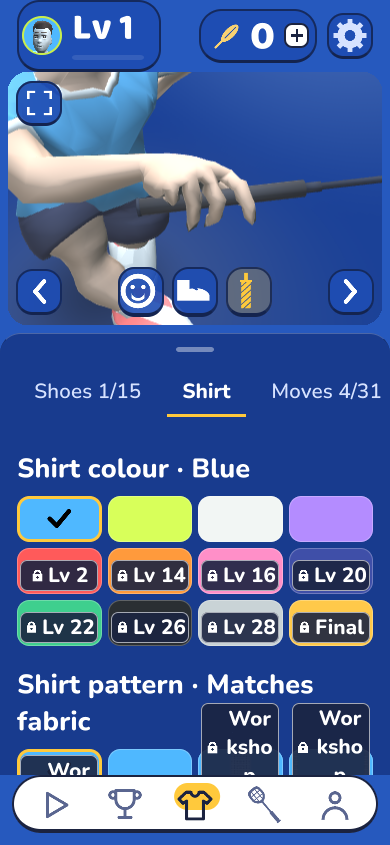 Lv 1
0
Shoes 1/15
Shirt
Moves 4/31
Shirt colour · Blue
Lv 2
Lv 14
Lv 16
Lv 20
Lv 22
Lv 26
Lv 28
Final
Shirt pattern · Matches
fabric
Wor
Wor
ksho
p
Wor
ksho
p